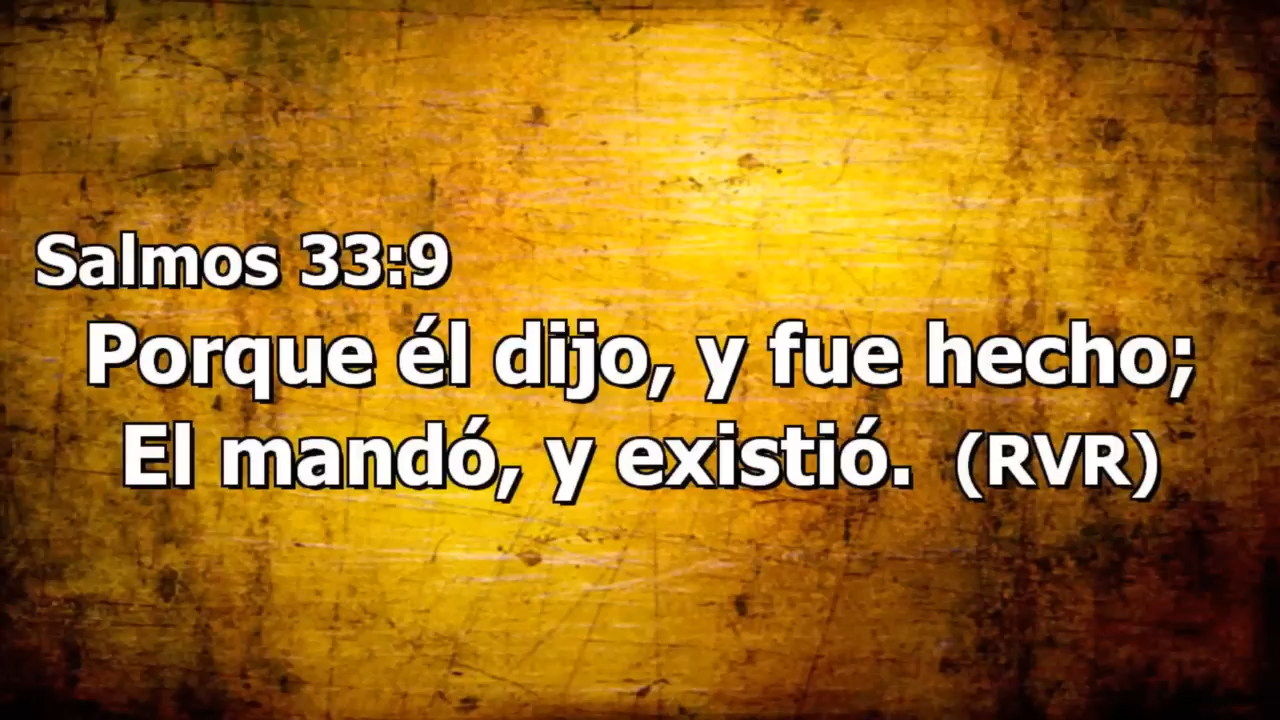 Salmos 33:9
Porque él dijo, y fue hecho;
El mandó, y existió. (RVR)